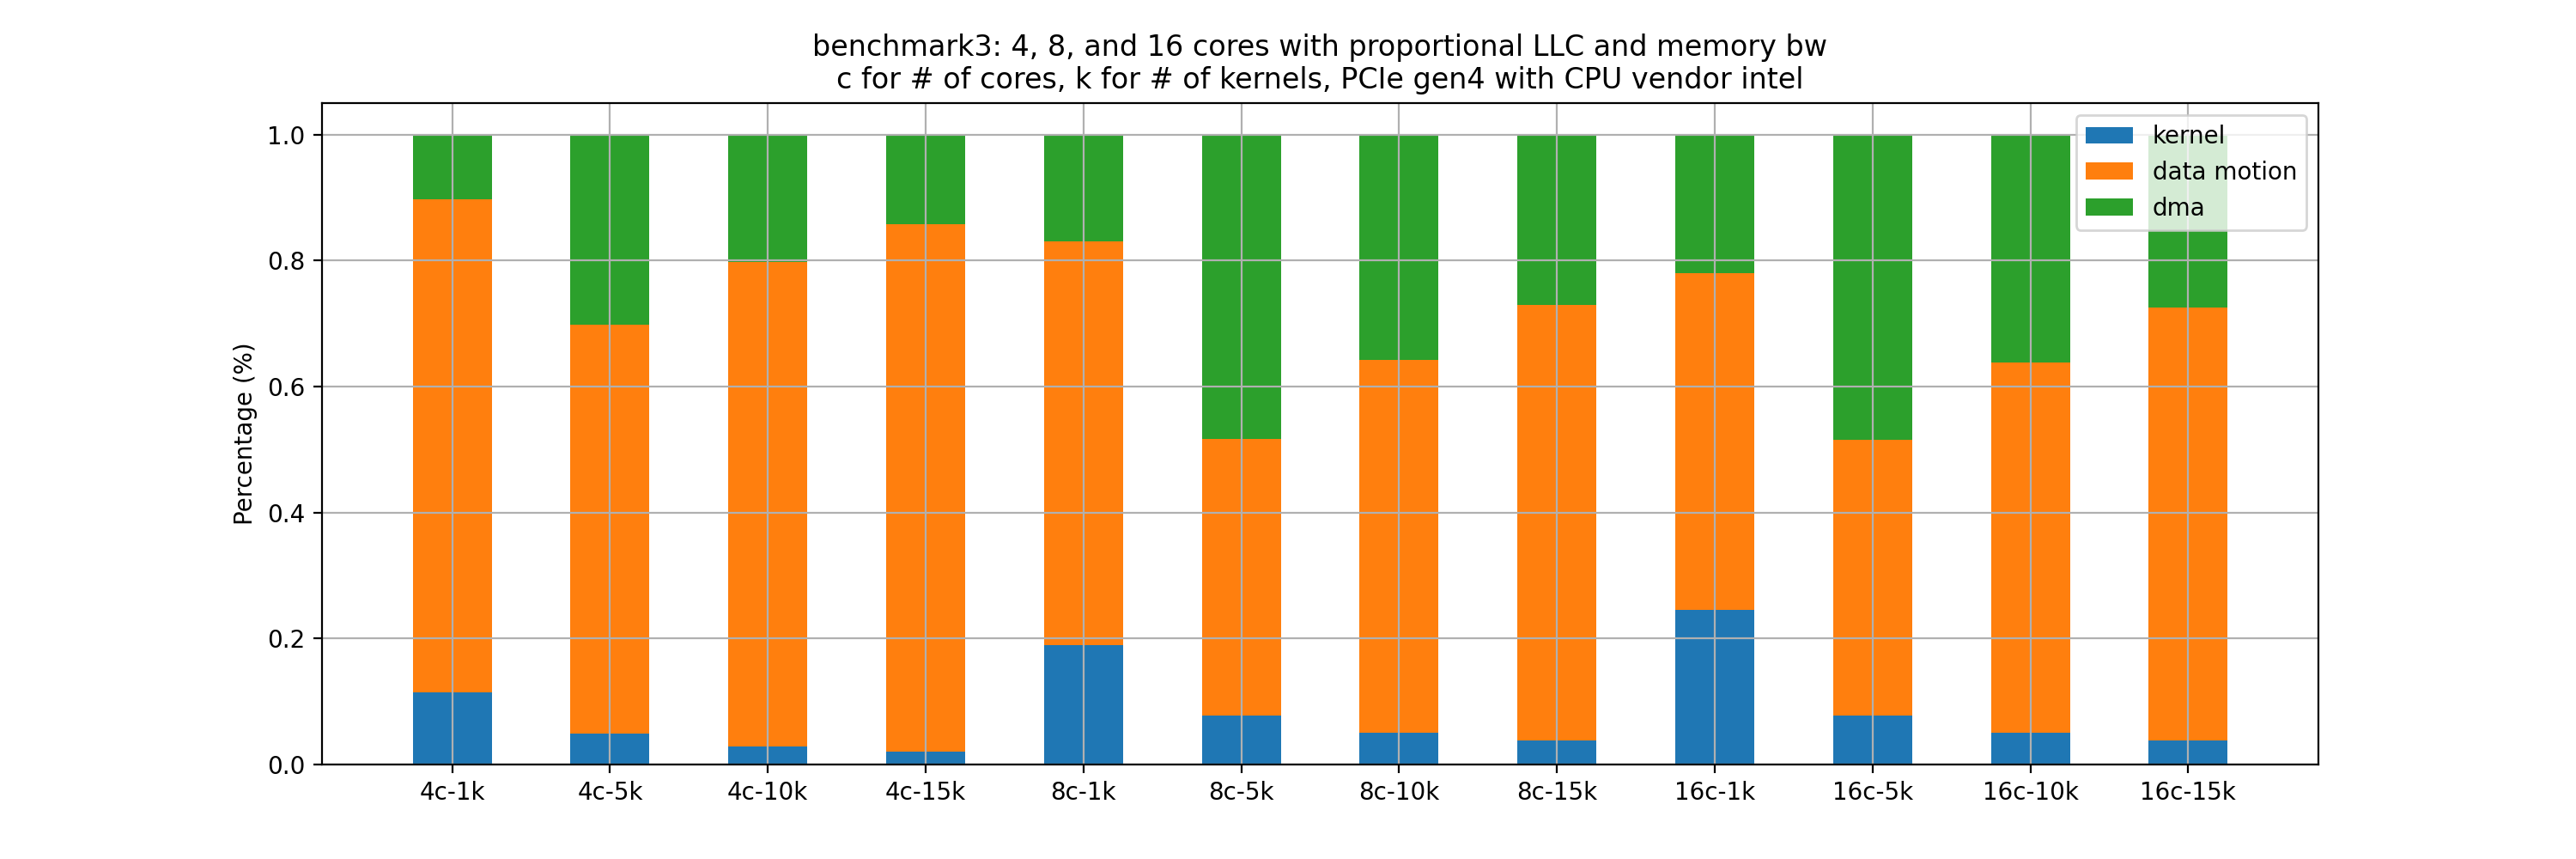 benchmark3: 4, 8, and 16 cores with proportional LLC and memory bw
c for # of cores, k for # of kernels, PCIe gen4 with CPU vendor intel
kernel
data motion
dma
Percentage (%)
1.0
0.8
0.6
0.4
0.2
0.0
4c-1k 4c-5k 4c-10k 4c-15k 8c-1k 8c-5k 8c-10k 8c-15k 16c-1k 16c-5k 16c-10k 16c-15k